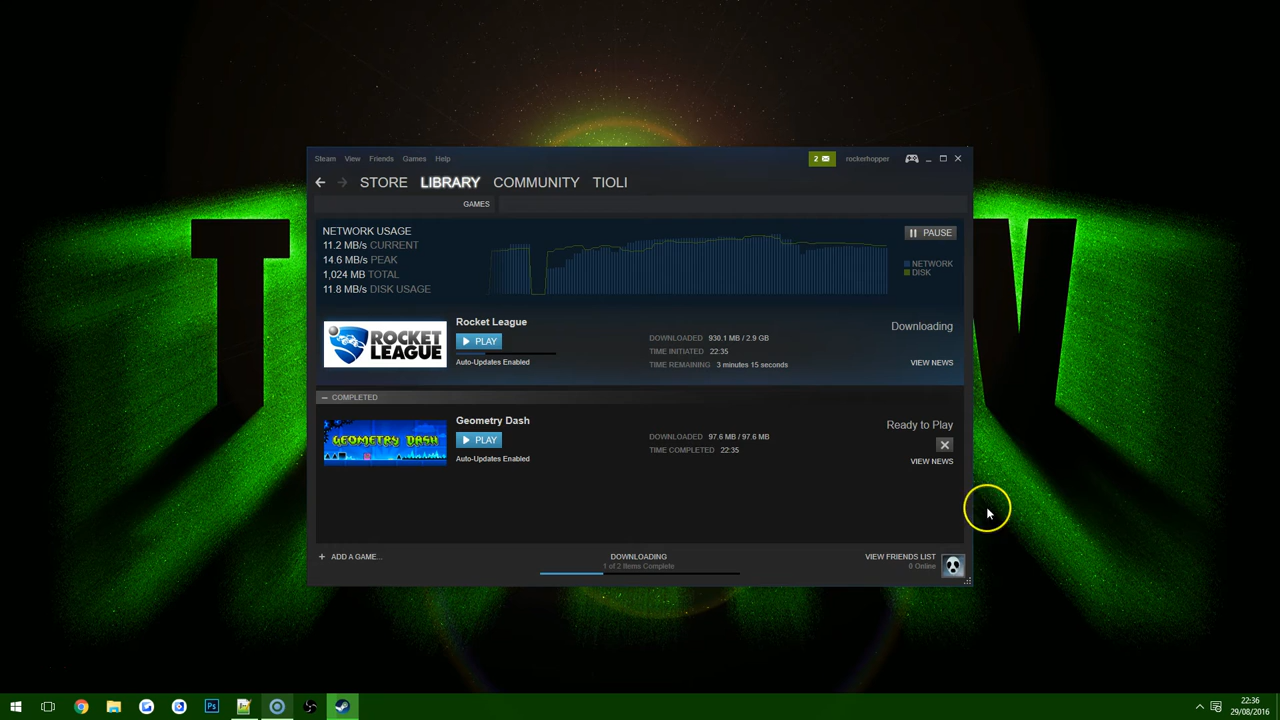 Steam View Friends Games Help
2
rockerhopper
STORE LIBRARY COMMUNITY TIOLI
GAMES
NETWORK USAGE
11.2 MB/s CURRENT
14.6 MB/s PEAK
1,024 MB TOTAL
11.8 MB/s DISK USAGE
PAUSE
NETWORK
DISK
ROCKET LEAGUE
Rocket League
PLAY
Auto-Updates Enabled
DOWNLOADED 930.1 MB / 2.9 GB
TIME INITIATED 22:35
TIME REMAINING 3 minutes 15 seconds
Downloading
VIEW NEWS
COMPLETED
GEOMETRY DASH
Geometry Dash
PLAY
Auto-Updates Enabled
DOWNLOADED 97.6 MB / 97.6 MB
TIME COMPLETED 22:35
Ready to Play
VIEW NEWS
+ ADD A GAME...
DOWNLOADING
1 of 2 Items Complete
VIEW FRIENDS LIST
0 Online
Ps
22:36
29/08/2016